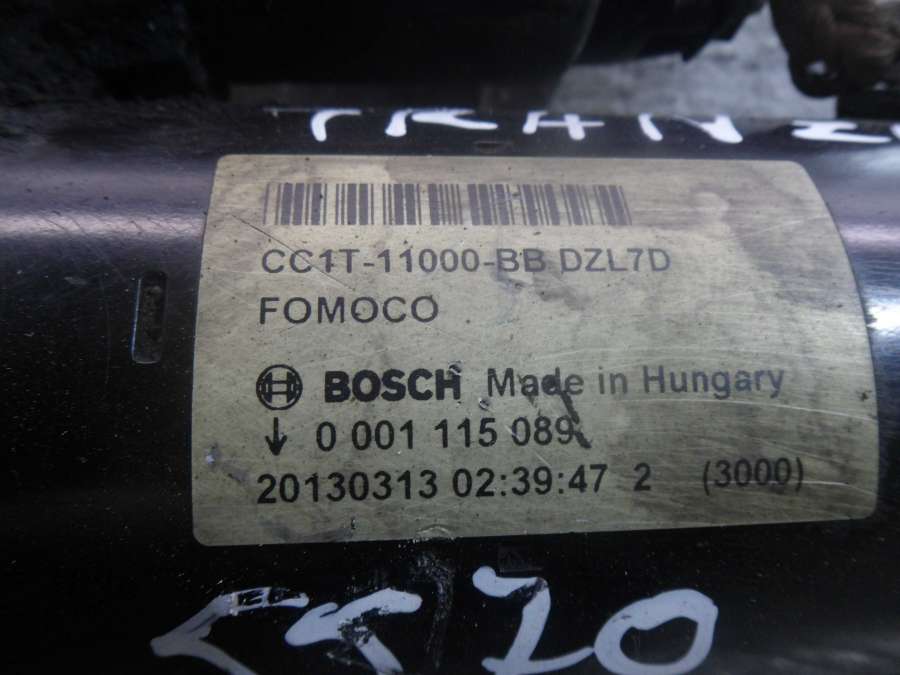 TRANZ
CC1T-11000-BB DZL7D
FOMOCO
BOSCH Made in Hungary
↓ 0 001 115 089
20130313 02:39:47 2 (3000)